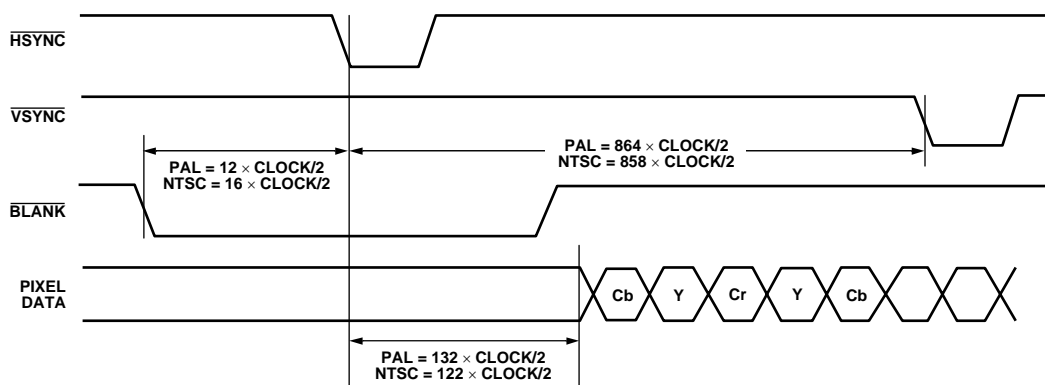 HSYNC
VSYNC
PAL = 864 × CLOCK/2
NTSC = 858 × CLOCK/2
PAL = 12 × CLOCK/2
NTSC = 16 × CLOCK/2
BLANK
PIXEL
DATA
Cb Y Cr Y Cb
PAL = 132 × CLOCK/2
NTSC = 122 × CLOCK/2